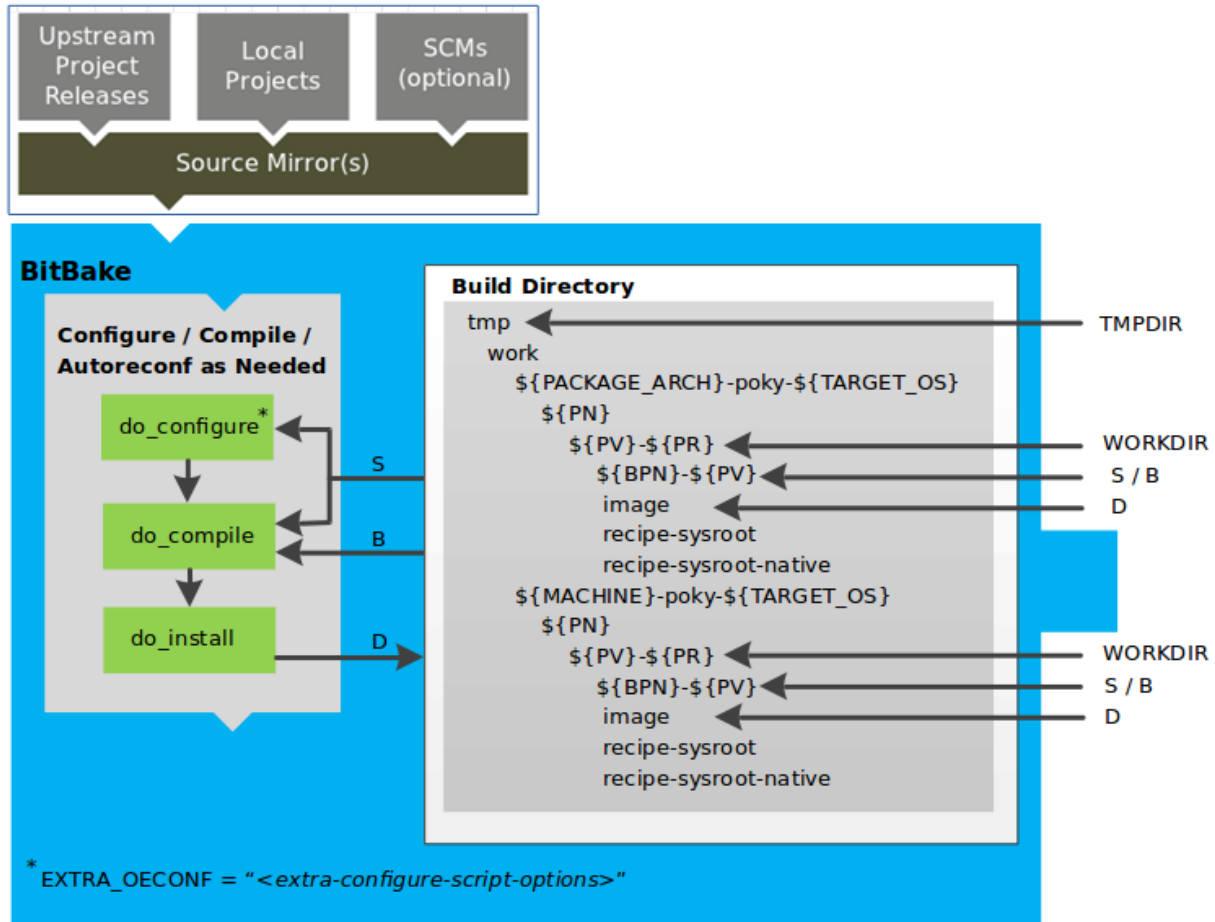 Upstream
Project
Releases
Local
Projects
SCMs
(optional)
Source Mirror(s)
BitBake
Configure / Compile /
Autoreconf as Needed
do_configure*
do_compile
do_install
S
B
D
Build Directory
tmp
work
${PACKAGE_ARCH}-poky-${TARGET_OS}
${PN}
${PV}-${PR}
${BPN}-${PV}
image
recipe-sysroot
recipe-sysroot-native
${MACHINE}-poky-${TARGET_OS}
${PN}
${PV}-${PR}
${BPN}-${PV}
image
recipe-sysroot
recipe-sysroot-native
TMPDIR
WORKDIR
S / B
D
WORKDIR
S / B
D
* EXTRA_OECONF = “<extra-configure-script-options>”